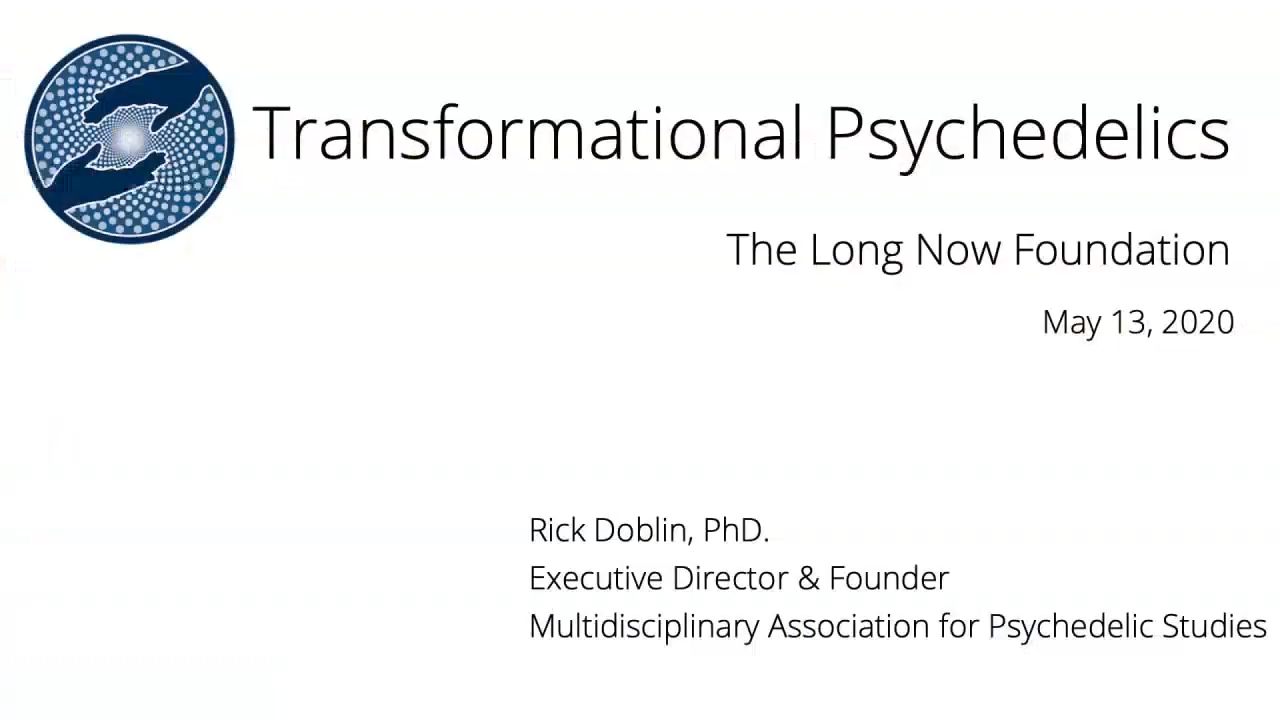 Transformational Psychedelics
The Long Now Foundation
May 13, 2020
Rick Doblin, PhD.
Executive Director & Founder
Multidisciplinary Association for Psychedelic Studies